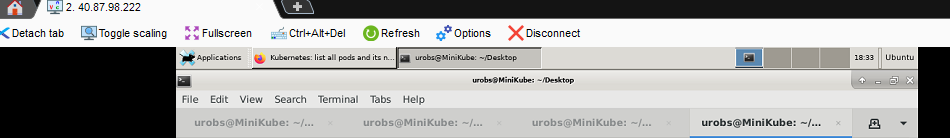 2. 40.87.98.222
Detach tab Toggle scaling Fullscreen Ctrl+Alt+Del Refresh Options Disconnect
Applications Kubernetes: list all pods and its n... urobs@MiniKube: ~/Desktop 18:33 Ubuntu
urobs@MiniKube: ~/Desktop
File Edit View Search Terminal Tabs Help
urobs@MiniKube: ~/... × urobs@MiniKube: ~/... × urobs@MiniKube: ~/... × urobs@MiniKube: ~/... ×